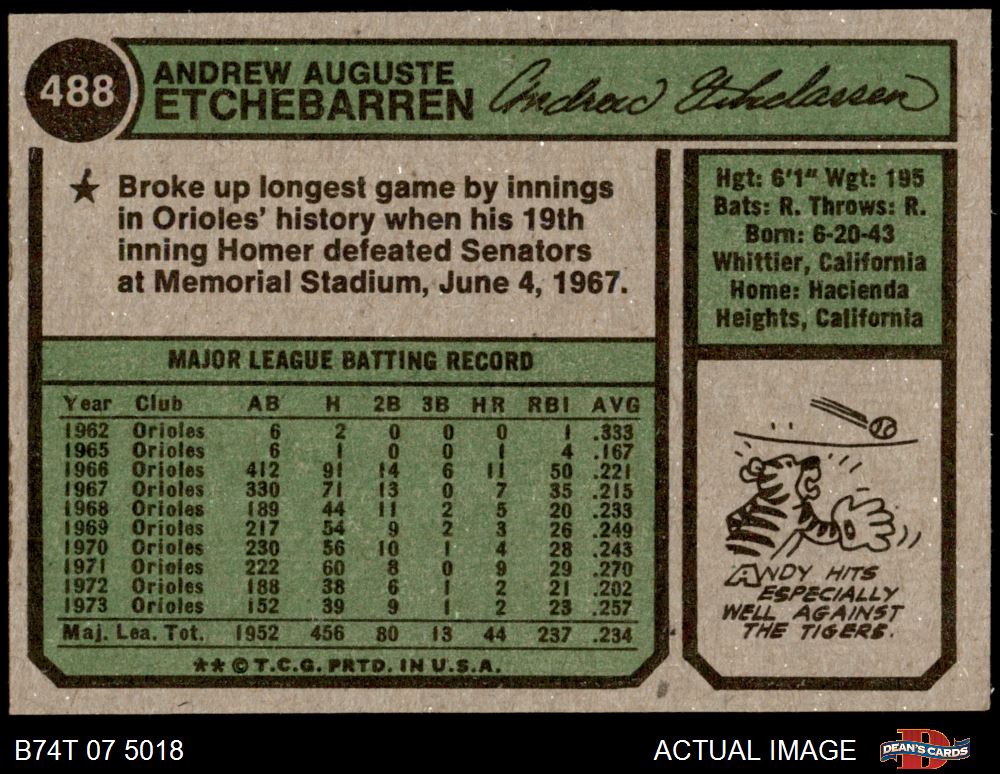 488
ANDREW AUGUSTE
ETCHEBARREN
Andrew Etchebarren
★ Broke up longest game by innings
in Orioles' history when his 19th
inning Homer defeated Senators
at Memorial Stadium, June 4, 1967.
Hgt: 6'1" Wgt: 195
Bats: R. Throws: R.
Born: 6-20-43
Whittier, California
Home: Hacienda
Heights, California
MAJOR LEAGUE BATTING RECORD
Year Club AB H 2B 3B HR RBI AVG
1962 Orioles 6 2 0 0 0 1 .333
1965 Orioles 6 1 0 0 1 4 .167
1966 Orioles 412 91 14 6 11 50 .221
1967 Orioles 330 71 13 0 7 35 .215
1968 Orioles 189 44 11 2 5 20 .233
1969 Orioles 217 54 9 2 3 26 .249
1970 Orioles 230 56 10 1 4 28 .243
1971 Orioles 222 60 8 0 9 29 .270
1972 Orioles 188 38 6 1 2 21 .202
1973 Orioles 152 39 9 1 2 23 .257
Maj. Lea. Tot. 1952 456 80 13 44 237 .234
★★ © T.C.G. PRTD. IN U.S.A.
ANDY HITS
ESPECIALLY
WELL AGAINST
THE TIGERS.
B74T 07 5018
ACTUAL IMAGE
DEAN'S CARDS